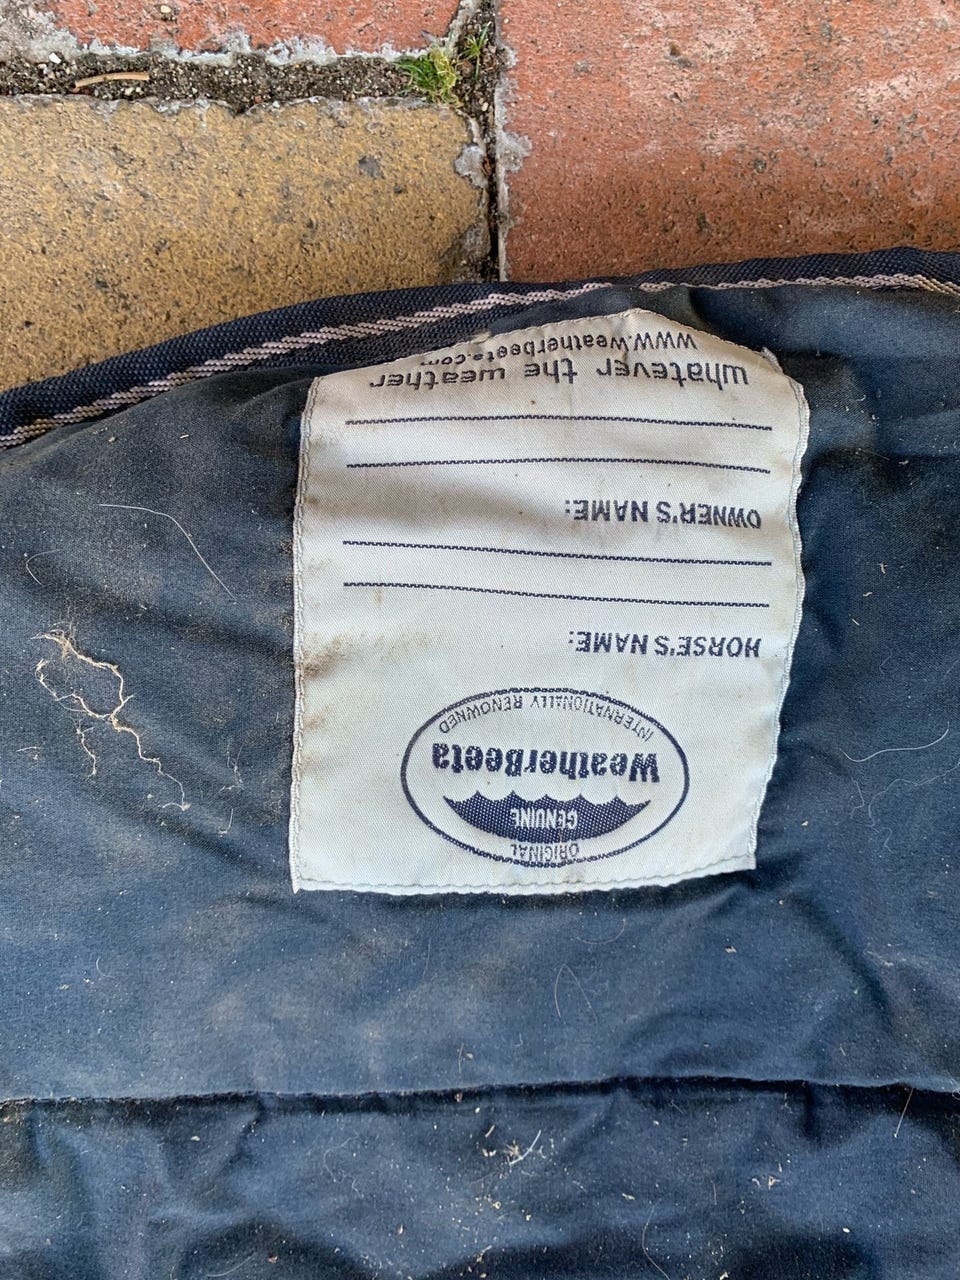 ORIGINAL
GENUINE
WeatherBeeta
INTERNATIONALLY RENOWNED
HORSE'S NAME:
OWNER'S NAME:
whatever the weather
www.weatherbeeta.com